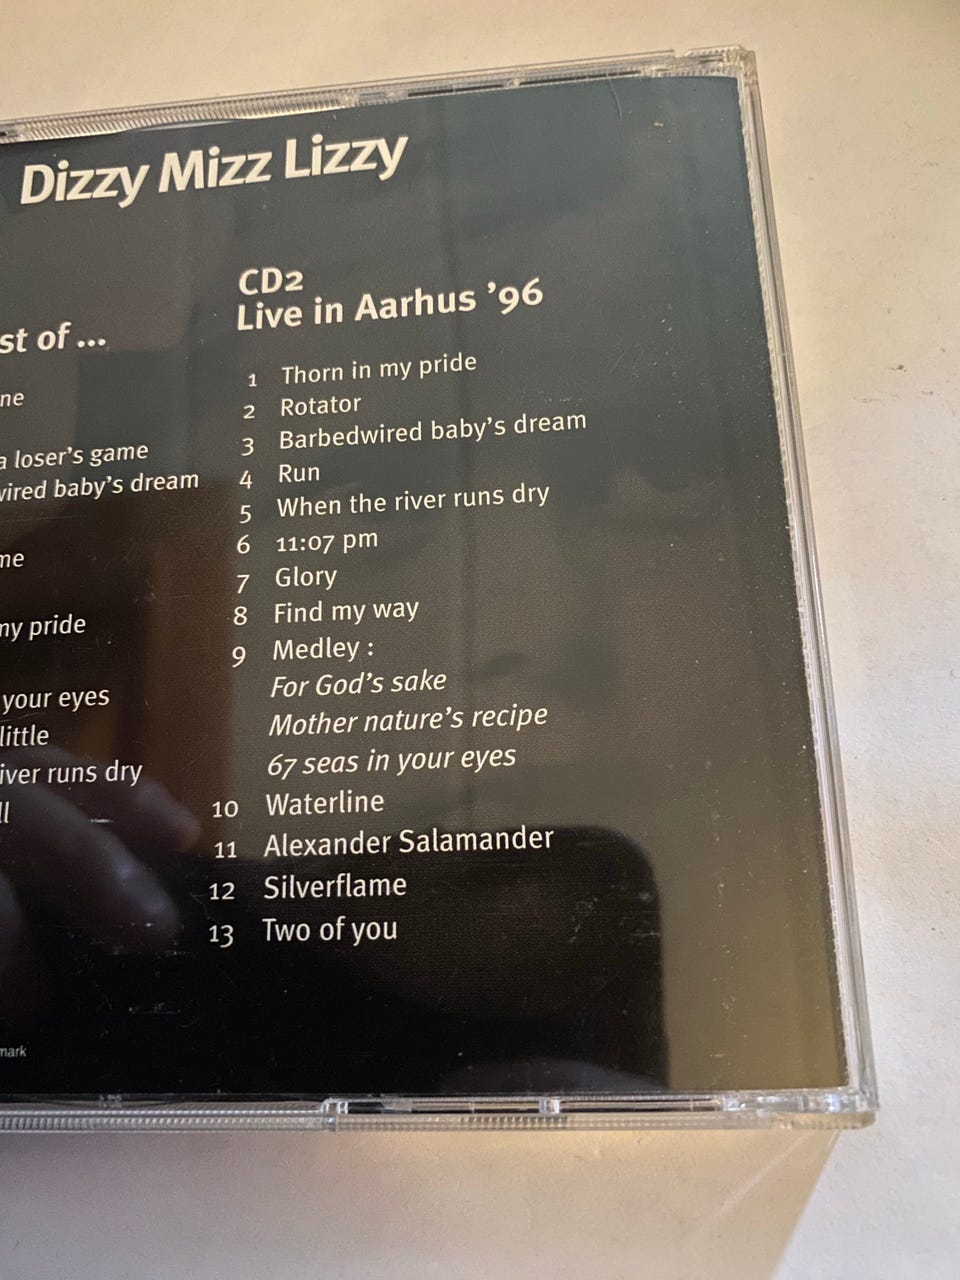 Dizzy Mizz Lizzy
st of ...
ne
a loser's game
wired baby's dream
me
my pride
your eyes
little
iver runs dry
ll
mark
CD2
Live in Aarhus '96
1 Thorn in my pride
2 Rotator
3 Barbedwired baby's dream
4 Run
5 When the river runs dry
6 11:07 pm
7 Glory
8 Find my way
9 Medley :
For God's sake
Mother nature's recipe
67 seas in your eyes
10 Waterline
11 Alexander Salamander
12 Silverflame
13 Two of you